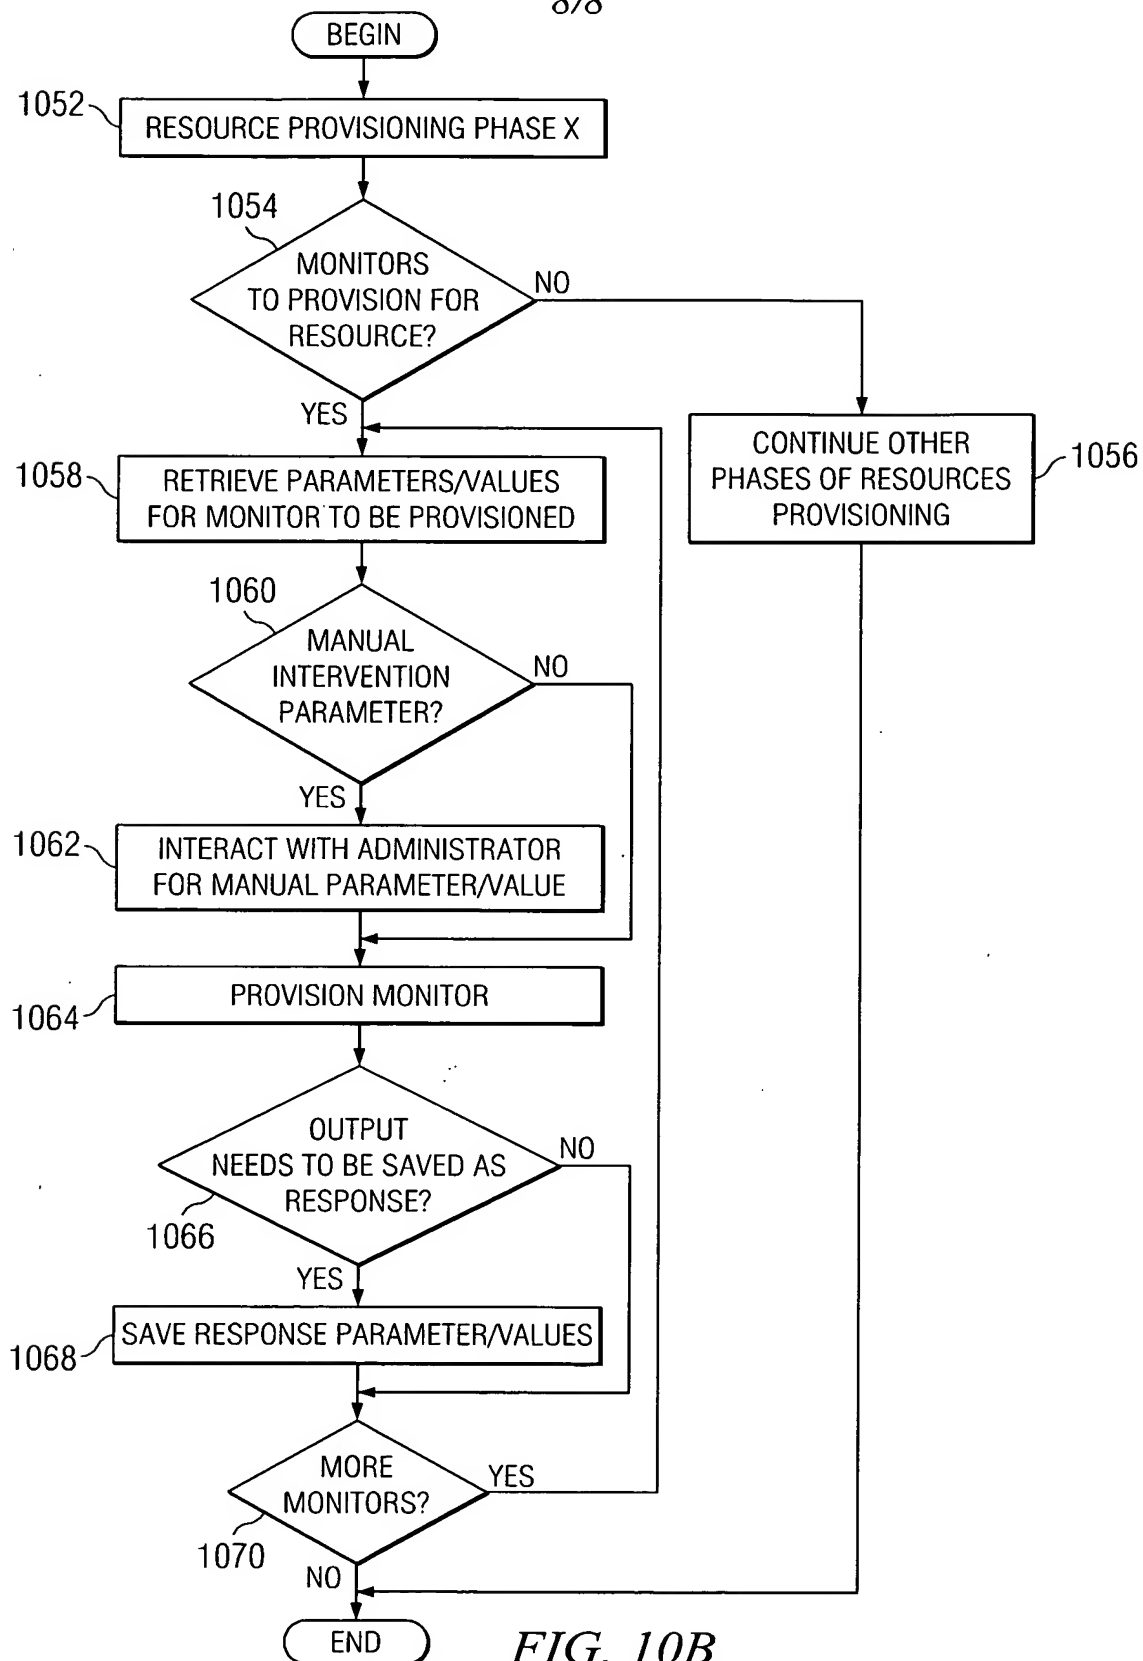 8/8
BEGIN
1052
RESOURCE PROVISIONING PHASE X
1054
MONITORS
TO PROVISION FOR
RESOURCE?
NO
YES
CONTINUE OTHER
PHASES OF RESOURCES
PROVISIONING
1056
1058
RETRIEVE PARAMETERS/VALUES
FOR MONITOR TO BE PROVISIONED
1060
MANUAL
INTERVENTION
PARAMETER?
NO
YES
1062
INTERACT WITH ADMINISTRATOR
FOR MANUAL PARAMETER/VALUE
1064
PROVISION MONITOR
OUTPUT
NEEDS TO BE SAVED AS
RESPONSE?
NO
1066
YES
1068
SAVE RESPONSE PARAMETER/VALUES
MORE
MONITORS?
YES
1070
NO
END
FIG. 10B